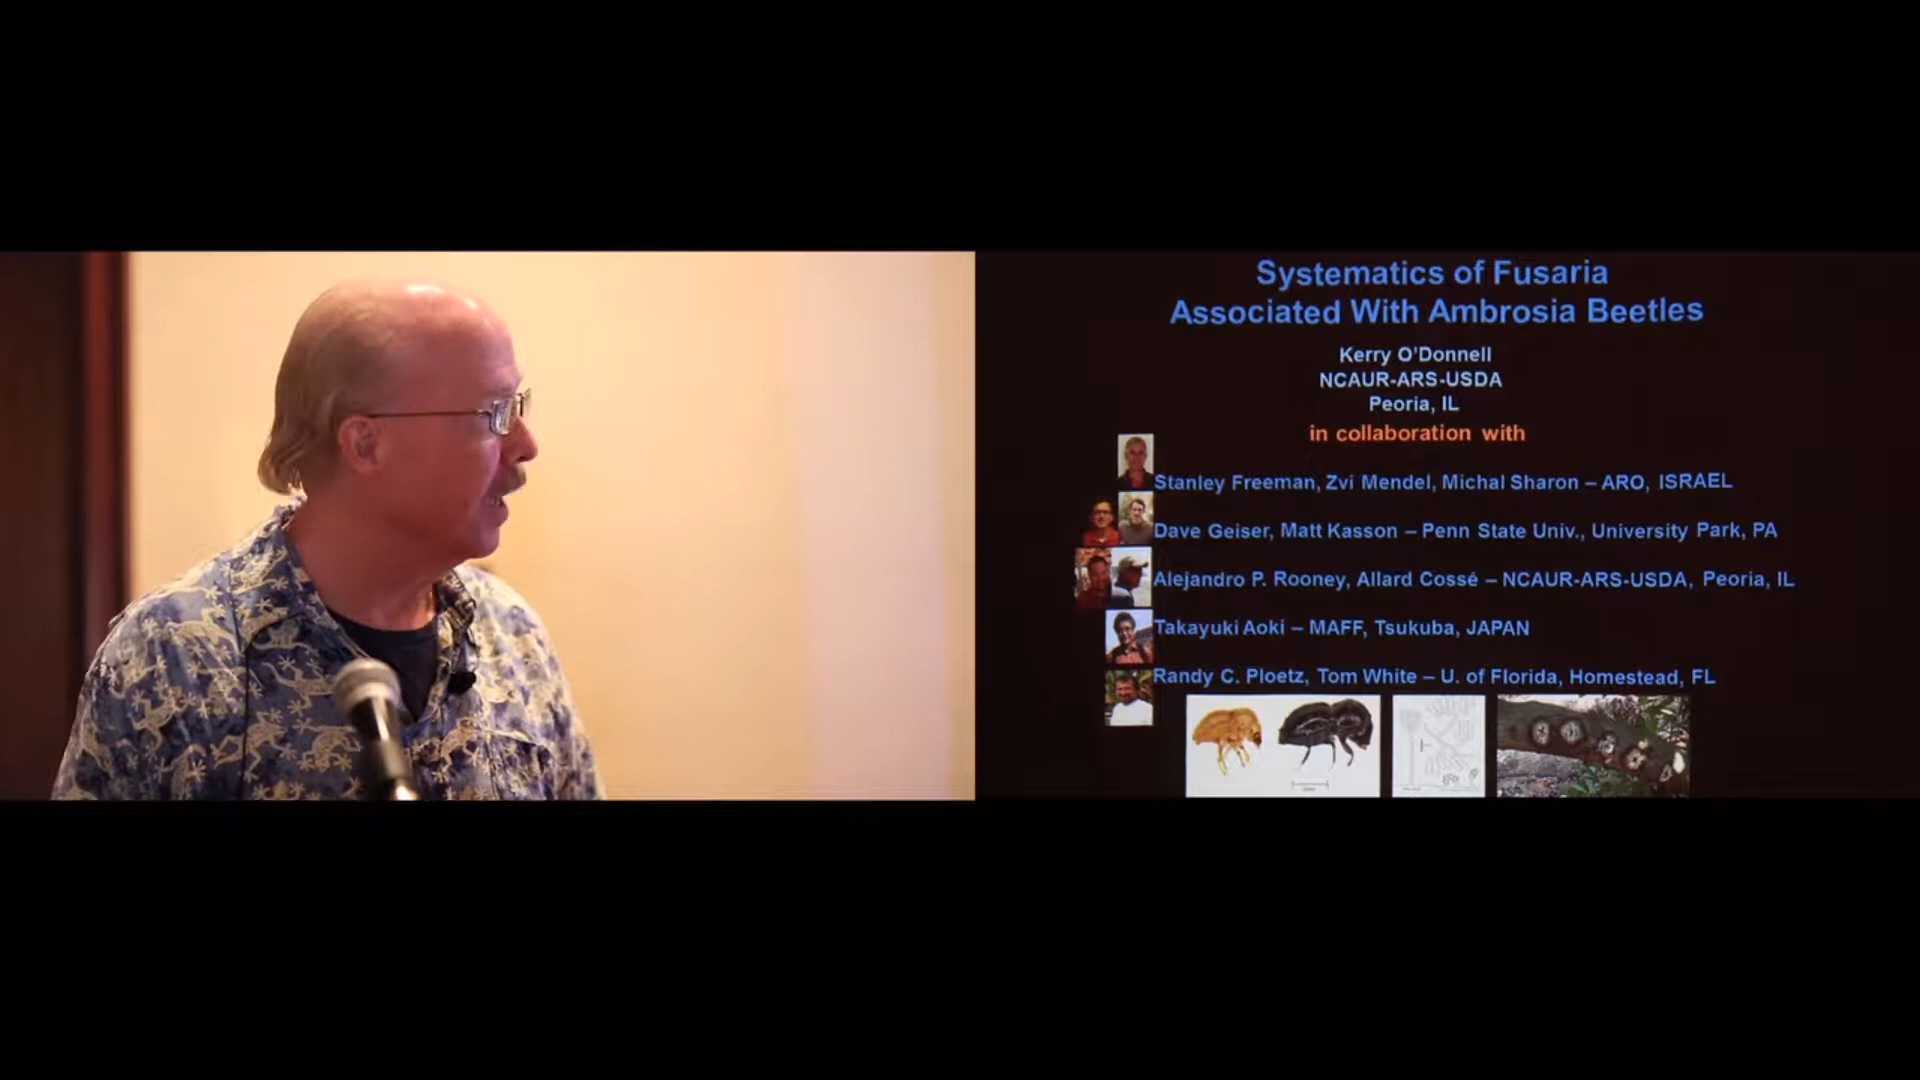 Systematics of Fusaria
Associated With Ambrosia Beetles
Kerry O'Donnell
NCAUR-ARS-USDA
Peoria, IL
in collaboration with
Stanley Freeman, Zvi Mendel, Michal Sharon – ARO, ISRAEL
Dave Geiser, Matt Kasson – Penn State Univ., University Park, PA
Alejandro P. Rooney, Allard Cossé – NCAUR-ARS-USDA, Peoria, IL
Takayuki Aoki – MAFF, Tsukuba, JAPAN
Randy C. Ploetz, Tom White – U. of Florida, Homestead, FL